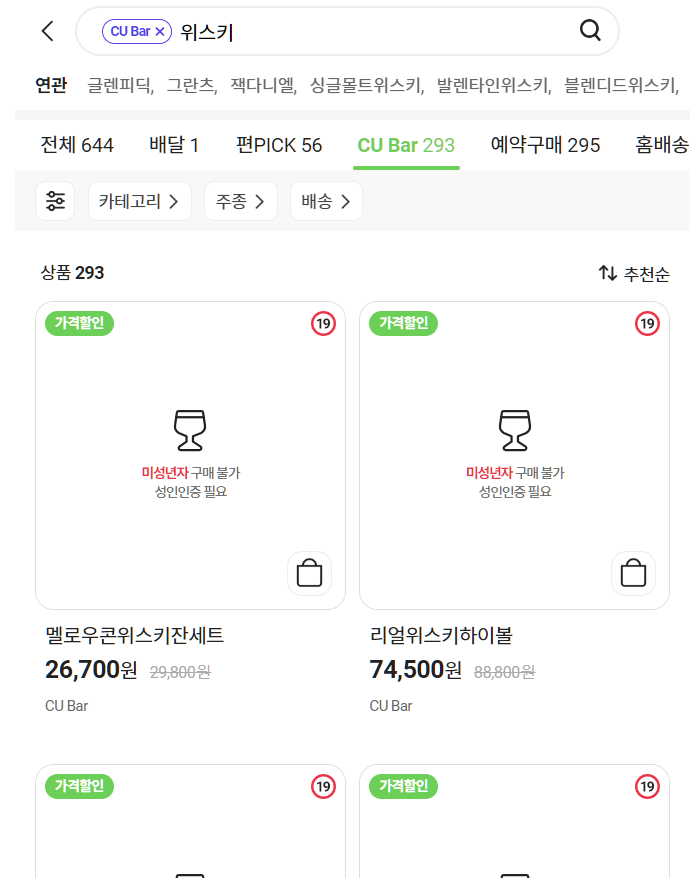 CU Bar × 위스키
연관 글렌피딕, 그란츠, 잭다니엘, 싱글몰트위스키, 발렌타인위스키, 블렌디드위스키,
전체 644 배달 1 편PICK 56 CU Bar 293 예약구매 295 홈배송
카테고리 주종 배송
상품 293 추천순
가격할인 19 가격할인 19
미성년자 구매 불가 미성년자 구매 불가
성인인증 필요 성인인증 필요
멜로우콘위스키잔세트 리얼위스키하이볼
26,700원 29,800원 74,500원 88,800원
CU Bar CU Bar
가격할인 19 가격할인 19